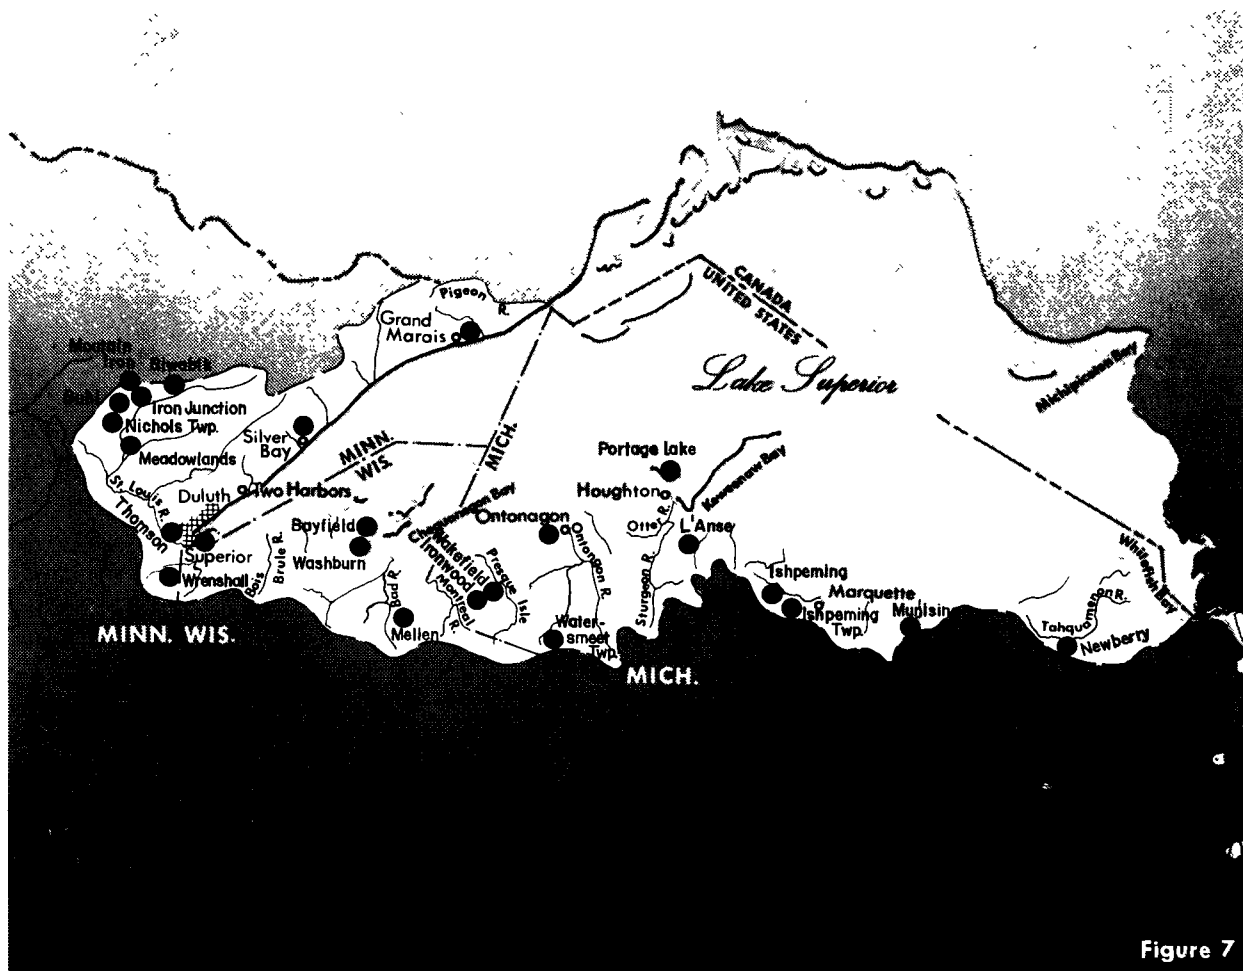 CANADA
UNITED STATES
Pigeon
R.
Grand
Marais
Lake Superior
Michipicoten Bay
Iron
Biwabik
Iron Junction
Nichols Twp.
Meadowlands
Silver
Bay
MINN.
WIS.
MICH.
St. Louis
R.
Duluth
Two Harbors
Thomson
Superior
Wrenshall
Bois
Brule R.
Bayfield
Washburn
Bad R.
Mellen
Ontonagon
Wakefield
Ironwood
Montreal
R.
Presque
Isle
Ontonagon R.
Water-
smeet
Twp.
Portage Lake
Houghton
Keweenaw Bay
Otter
R.
L'Anse
Sturgeon R.
Ishpeming
Marquette
Ishpeming
Twp.
Munisin
Whitefish Bay
Tahquamenon R.
Newberry
MINN. WIS.
MICH.
Figure 7